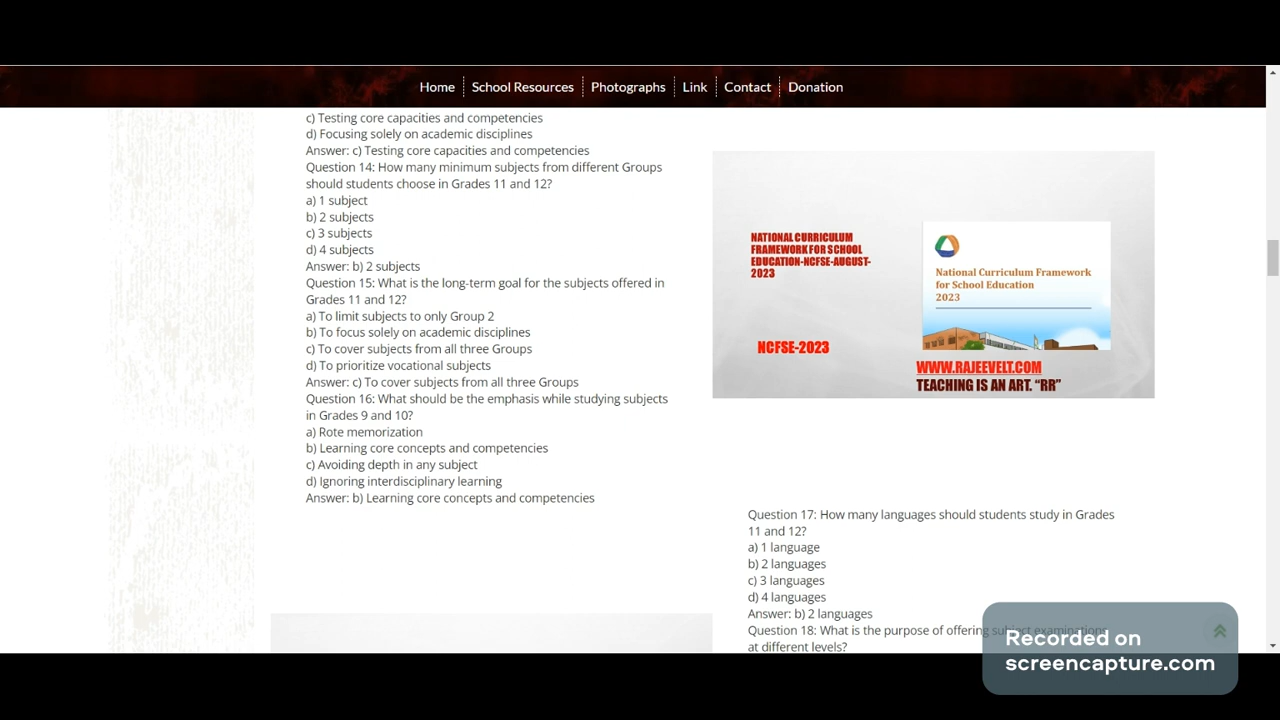 Home
School Resources
Photographs
Link
Contact
Donation
c) Testing core capacities and competencies
d) Focusing solely on academic disciplines
Answer: c) Testing core capacities and competencies
Question 14: How many minimum subjects from different Groups
should students choose in Grades 11 and 12?
a) 1 subject
b) 2 subjects
c) 3 subjects
d) 4 subjects
Answer: b) 2 subjects
Question 15: What is the long-term goal for the subjects offered in
Grades 11 and 12?
a) To limit subjects to only Group 2
b) To focus solely on academic disciplines
c) To cover subjects from all three Groups
d) To prioritize vocational subjects
Answer: c) To cover subjects from all three Groups
Question 16: What should be the emphasis while studying subjects
in Grades 9 and 10?
a) Rote memorization
b) Learning core concepts and competencies
c) Avoiding depth in any subject
d) Ignoring interdisciplinary learning
Answer: b) Learning core concepts and competencies
NATIONAL CURRICULUM
FRAMEWORK FOR SCHOOL
EDUCATION-NCFSE-AUGUST-
2023
NCFSE-2023
National Curriculum Framework
for School Education
2023
WWW.RAJEEVELT.COM
TEACHING IS AN ART. “RR”
Question 17: How many languages should students study in Grades
11 and 12?
a) 1 language
b) 2 languages
c) 3 languages
d) 4 languages
Answer: b) 2 languages
Question 18: What is the purpose of offering subject examinations
at different levels?
Recorded on
screencapture.com